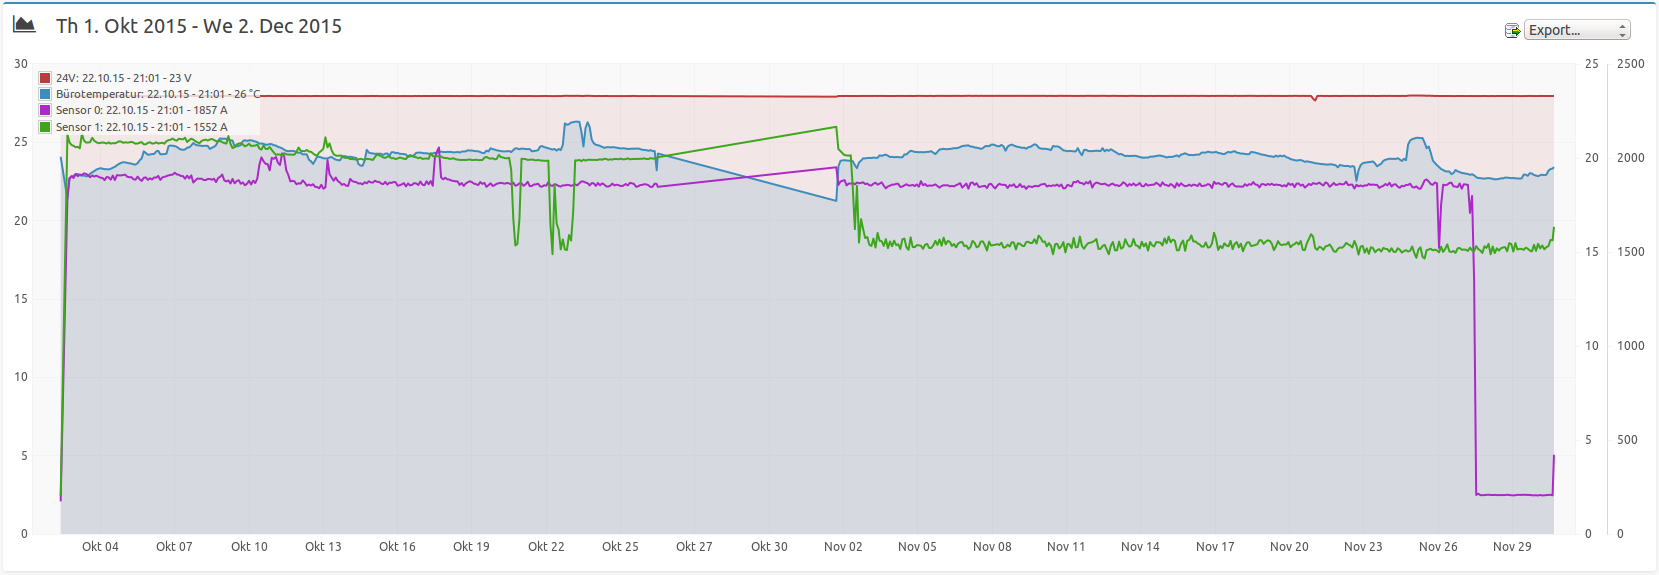 Th 1. Okt 2015 - We 2. Dec 2015
Export...
24V: 22.10.15 - 21:01 - 23 V
Bürotemperatur: 22.10.15 - 21:01 - 26 °C
Sensor 0: 22.10.15 - 21:01 - 1857 A
Sensor 1: 22.10.15 - 21:01 - 1552 A
30
25
20
15
10
5
0
25
20
15
10
5
0
2500
2000
1500
1000
500
0
Okt 04 Okt 07 Okt 10 Okt 13 Okt 16 Okt 19 Okt 22 Okt 25 Okt 27 Okt 30 Nov 02 Nov 05 Nov 08 Nov 11 Nov 14 Nov 17 Nov 20 Nov 23 Nov 26 Nov 29